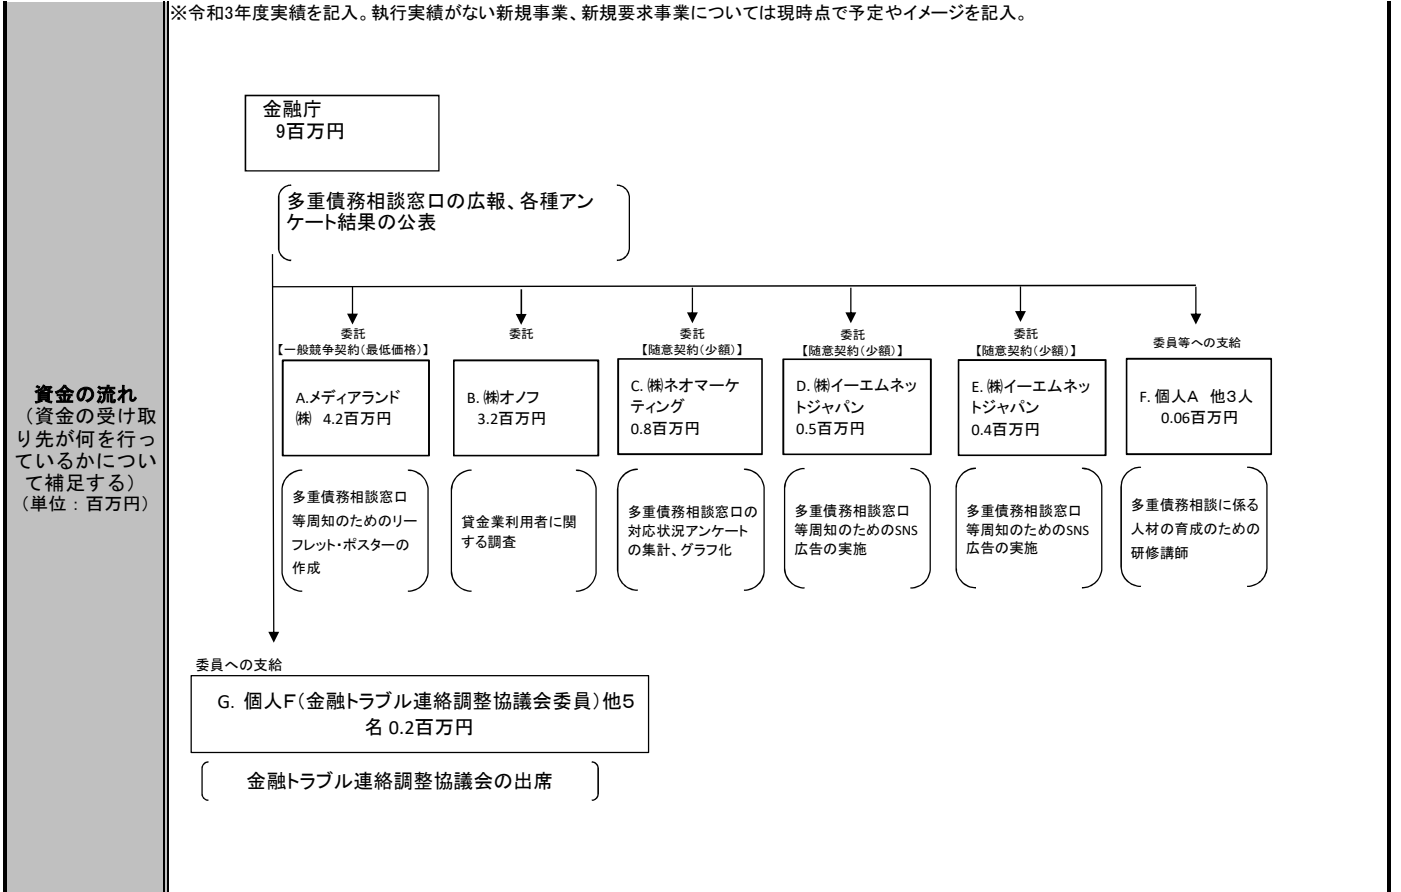 ※令和3年度実績を記入。執行実績がない新規事業、新規要求事業については現時点で予定やイメージを記入。
資金の流れ
（資金の受け取
り先が何を行っ
ているかについ
て補足する）
（単位：百万円）
金融庁
9百万円
多重債務相談窓口の広報、各種アン
ケート結果の公表
委託
【一般競争契約(最低価格)】
A.メディアランド
㈱ 4.2百万円
多重債務相談窓口
等周知のためのリー
フレット・ポスターの
作成
委託
B. ㈱オノフ
3.2百万円
貸金業利用者に関
する調査
委託
【随意契約(少額)】
C. ㈱ネオマーケ
ティング
0.8百万円
多重債務相談窓口の
対応状況アンケート
の集計、グラフ化
委託
【随意契約(少額)】
D. ㈱イーエムネッ
トジャパン
0.5百万円
多重債務相談窓口
等周知のためのSNS
広告の実施
委託
【随意契約(少額)】
E. ㈱イーエムネッ
トジャパン
0.4百万円
多重債務相談窓口
等周知のためのSNS
広告の実施
委員等への支給
F. 個人A 他3人
0.06百万円
多重債務相談に係る
人材の育成のための
研修講師
委員への支給
G. 個人F(金融トラブル連絡調整協議会委員)他5
名 0.2百万円
金融トラブル連絡調整協議会の出席